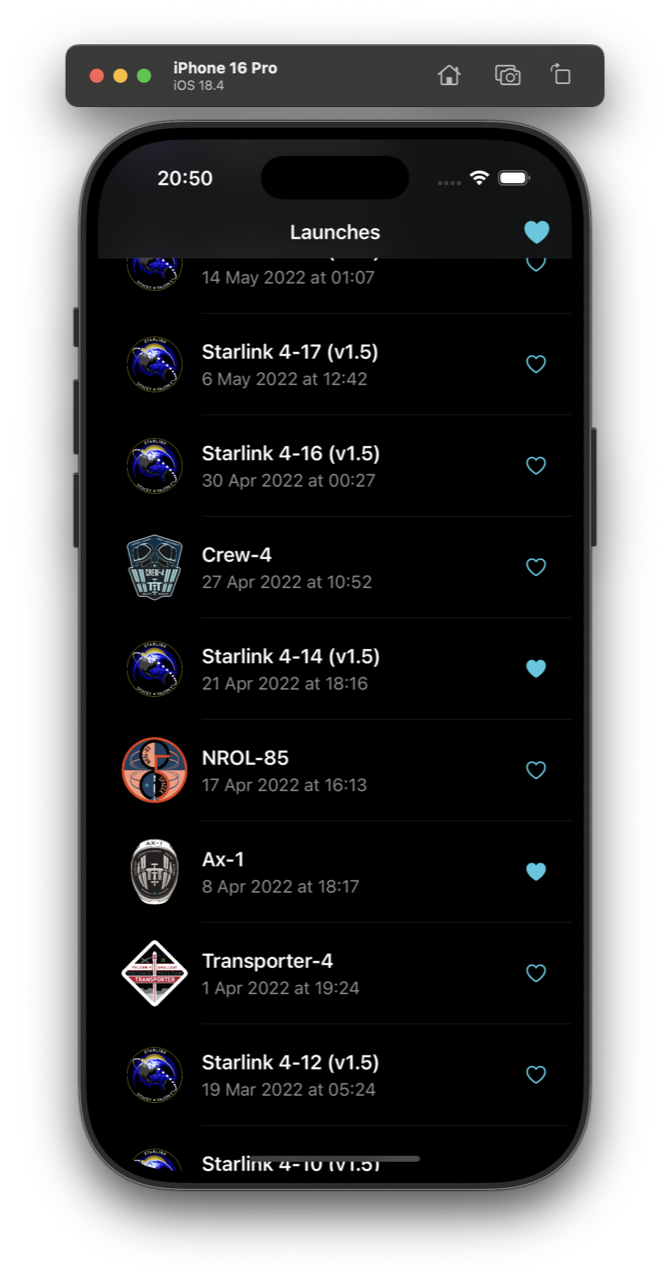 iPhone 16 Pro
iOS 18.4
20:50
Launches
14 May 2022 at 01:07
Starlink 4-17 (v1.5)
6 May 2022 at 12:42
Starlink 4-16 (v1.5)
30 Apr 2022 at 00:27
CREW-4
Crew-4
27 Apr 2022 at 10:52
Starlink 4-14 (v1.5)
21 Apr 2022 at 18:16
NROL-85
17 Apr 2022 at 16:13
AX-1
Ax-1
8 Apr 2022 at 18:17
TRANSPORTER
Transporter-4
1 Apr 2022 at 19:24
Starlink 4-12 (v1.5)
19 Mar 2022 at 05:24
Starlink 4-10 (v1.5)